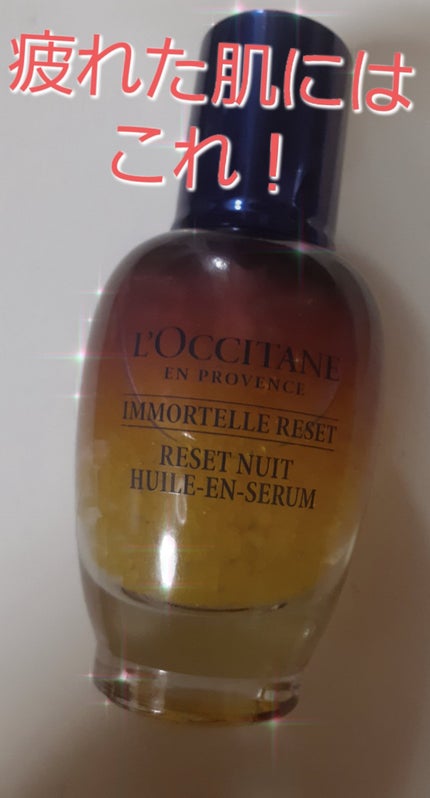 疲れた肌には
これ！
L'OCCITANE
EN PROVENCE
IMMORTELLE RESET
RESET NUIT
HUILE-EN-SERUM